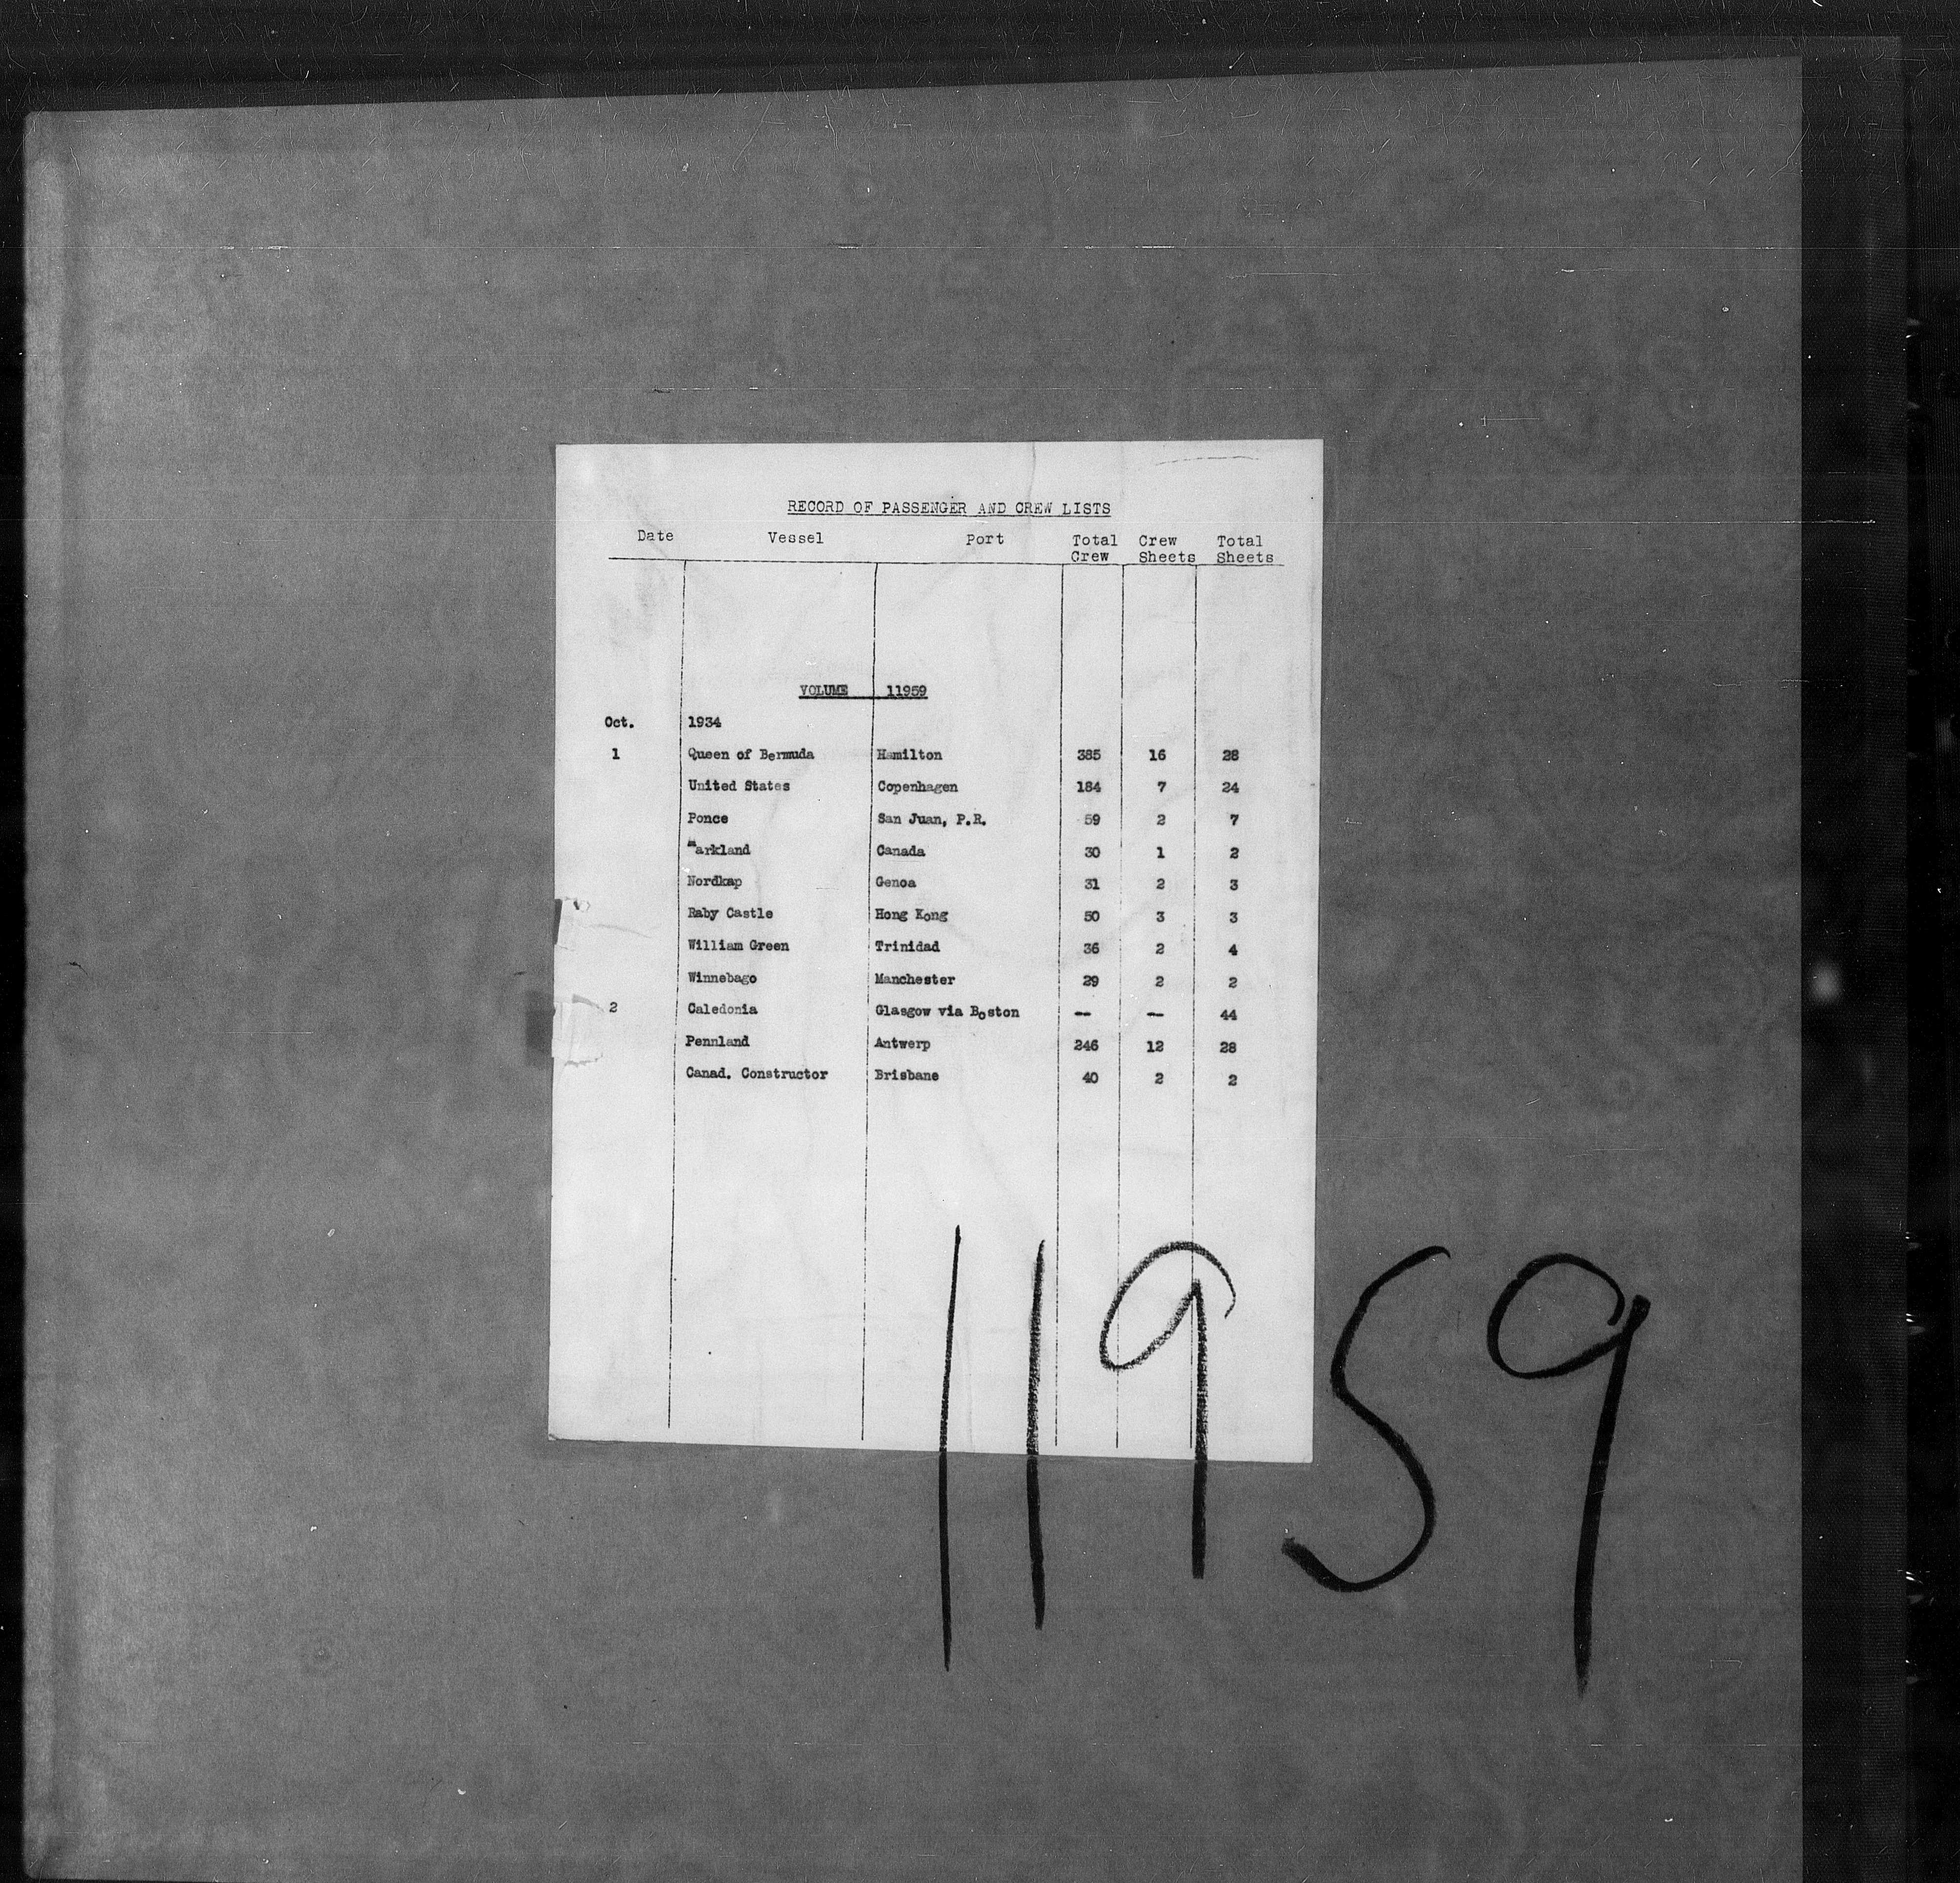 RECORD OF PASSENGER AND CREW LISTS
Date Vessel Port Total Crew Crew Sheets Total Sheets
VOLUME 11959
Oct. 1934
1 Queen of Bermuda Hamilton 385 16 28
United States Copenhagen 184 7 24
Ponce San Juan, P.R. 59 2 7
Markland Canada 30 1 2
Nordkap Genoa 31 2 3
Raby Castle Hong Kong 50 3 3
William Green Trinidad 36 2 4
Winnebago Manchester 29 2 2
2 Caledonia Glasgow via Boston -- -- 44
Pennland Antwerp 246 12 28
Canad. Constructor Brisbane 40 2 2
11959